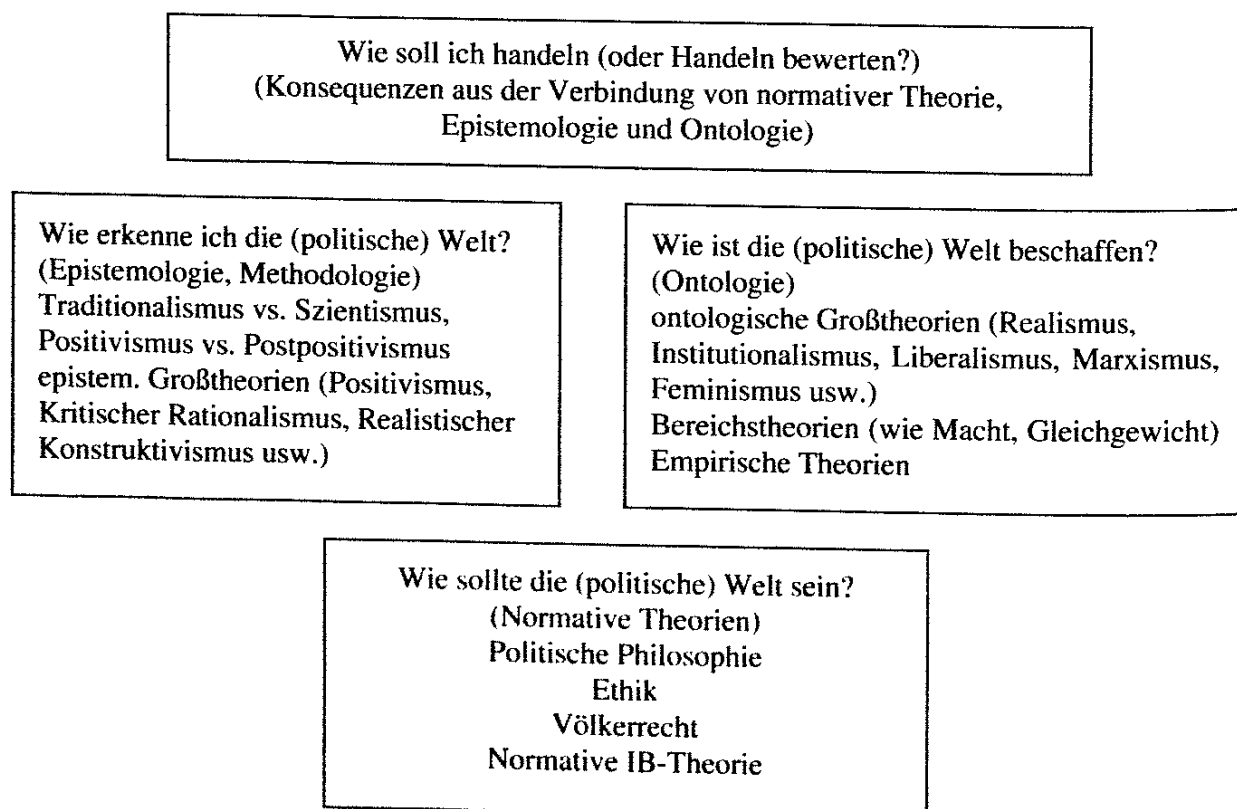 Wie soll ich handeln (oder Handeln bewerten?)
(Konsequenzen aus der Verbindung von normativer Theorie,
Epistemologie und Ontologie)
Wie erkenne ich die (politische) Welt?
(Epistemologie, Methodologie)
Traditionalismus vs. Szientismus,
Positivismus vs. Postpositivismus
epistem. Großtheorien (Positivismus,
Kritischer Rationalismus, Realistischer
Konstruktivismus usw.)
Wie ist die (politische) Welt beschaffen?
(Ontologie)
ontologische Großtheorien (Realismus,
Institutionalismus, Liberalismus, Marxismus,
Feminismus usw.)
Bereichstheorien (wie Macht, Gleichgewicht)
Empirische Theorien
Wie sollte die (politische) Welt sein?
(Normative Theorien)
Politische Philosophie
Ethik
Völkerrecht
Normative IB-Theorie